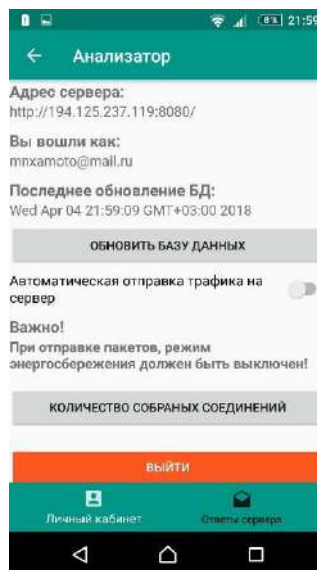 8% 21:59
Анализатор
Адрес сервера:
http://194.125.237.119:8080/
Вы вошли как:
mnxamoto@mail.ru
Последнее обновление БД:
Wed Apr 04 21:59:09 GMT+03:00 2018
ОБНОВИТЬ БАЗУ ДАННЫХ
Автоматическая отправка трафика на
сервер
Важно!
При отправке пакетов, режим
энергосбережения должен быть выключен!
КОЛИЧЕСТВО СОБРАНЫХ СОЕДИНЕНИЙ
ВЫЙТИ
Личный кабинет
Ответы сервера